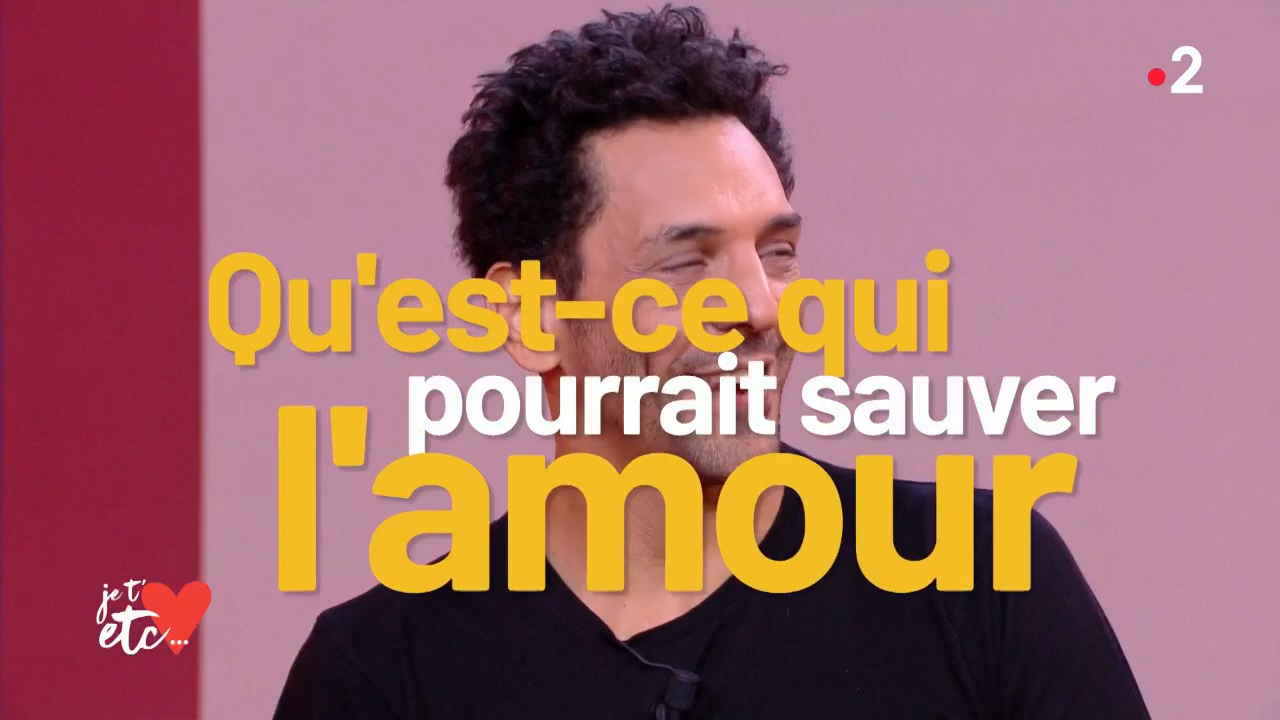 2
Qu'est-ce qui
pourrait sauver
l'amour
je t'
etc...